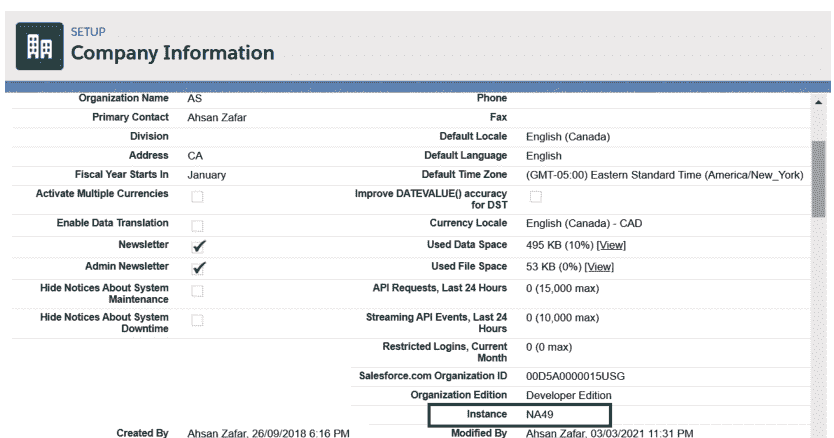 SETUP
Company Information
Organization Name AS Phone
Primary Contact Ahsan Zafar Fax
Division Default Locale English (Canada)
Address CA Default Language English
Fiscal Year Starts In January Default Time Zone (GMT-05:00) Eastern Standard Time (America/New_York)
Activate Multiple Currencies Improve DATEVALUE() accuracy
for DST
Enable Data Translation Currency Locale English (Canada) - CAD
Newsletter Used Data Space 495 KB (10%) [View]
Admin Newsletter Used File Space 53 KB (0%) [View]
Hide Notices About System API Requests, Last 24 Hours 0 (15,000 max)
Maintenance
Hide Notices About System Streaming API Events, Last 24 0 (10,000 max)
Downtime Hours
Restricted Logins, Current 0 (0 max)
Month
Salesforce.com Organization ID 00D5A0000015USG
Organization Edition Developer Edition
Instance NA49
Created By Ahsan Zafar, 26/09/2018 6:16 PM Modified By Ahsan Zafar, 03/03/2021 11:31 PM